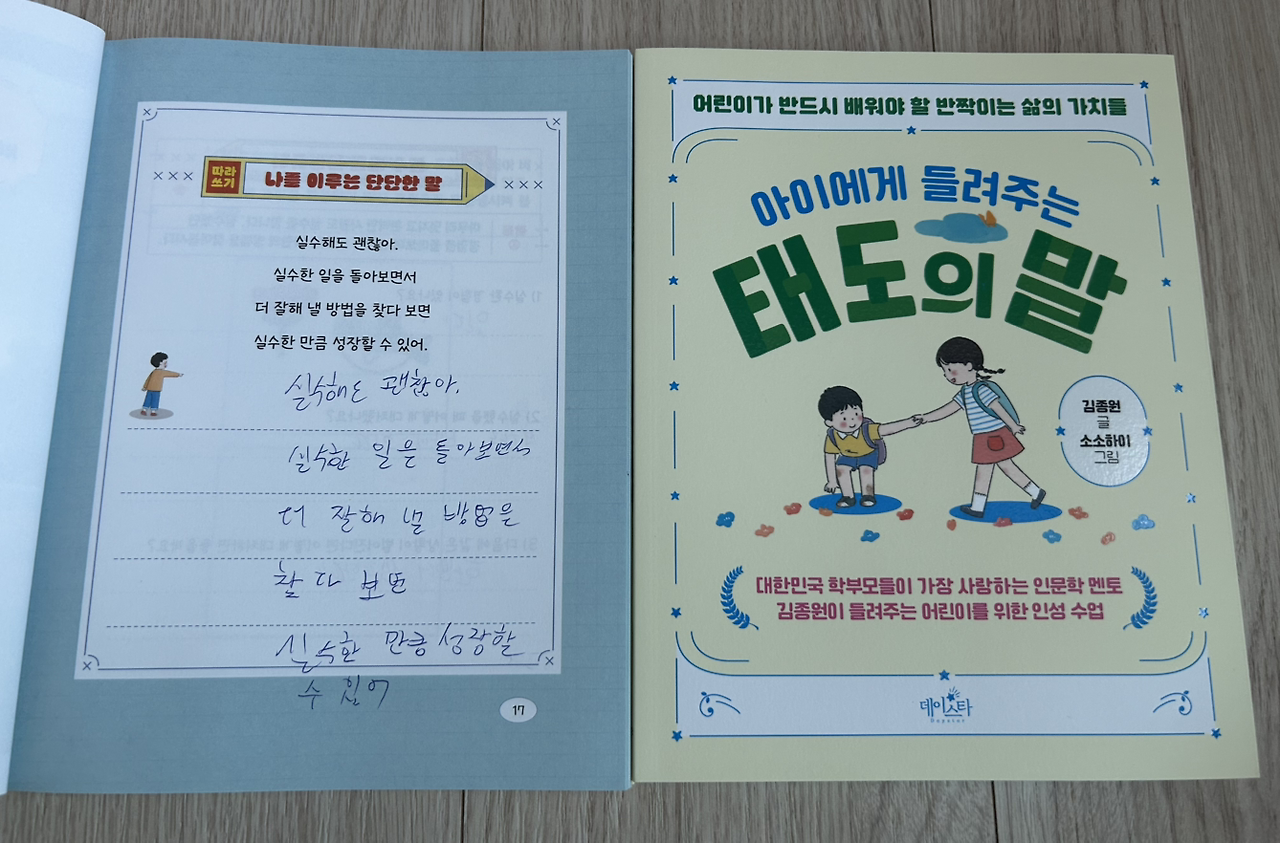 따라
쓰기
나를 이루는 단단한 말
실수해도 괜찮아.
실수한 일을 돌아보면서
더 잘해 낼 방법을 찾다 보면
실수한 만큼 성장할 수 있어.
실수해도 괜찮아.
실수한 일을 돌아보면서
더 잘해 낼 방법을
찾다 보면
실수한 만큼 성장할
수 있어
17
어린이가 반드시 배워야 할 반짝이는 삶의 가치들
아이에게 들려주는
태도의 말
김종원
글
소소하이
그림
대한민국 학부모들이 가장 사랑하는 인문학 멘토
김종원이 들려주는 어린이를 위한 인성 수업
데이스타
Daystar